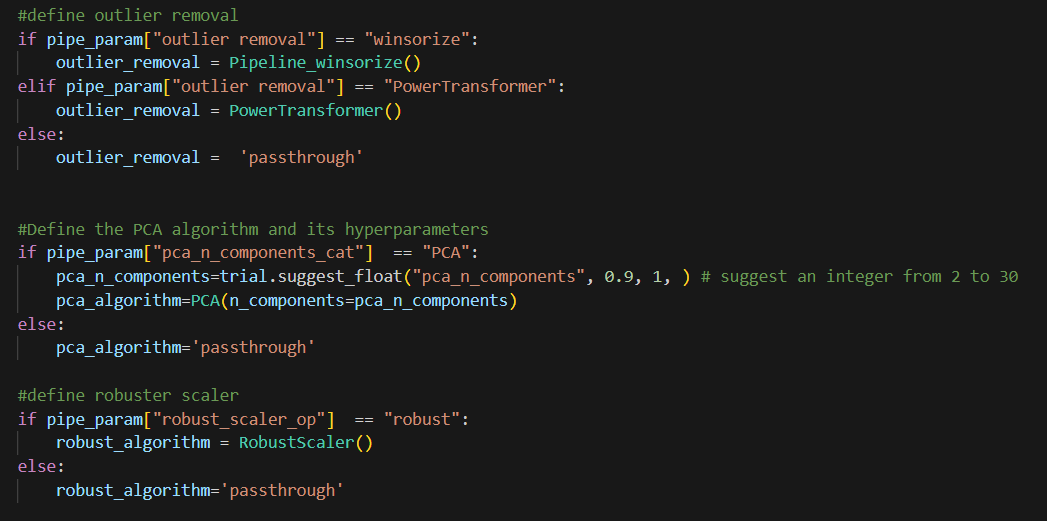 #define outlier removal
if pipe_param["outlier removal"] == "winsorize":
    outlier_removal = Pipeline_winsorize()
elif pipe_param["outlier removal"] == "PowerTransformer":
    outlier_removal = PowerTransformer()
else:
    outlier_removal =  'passthrough'
#Define the PCA algorithm and its hyperparameters
if pipe_param["pca_n_components_cat"]  == "PCA":
    pca_n_components=trial.suggest_float("pca_n_components", 0.9, 1, ) # suggest an integer from 2 to 30
    pca_algorithm=PCA(n_components=pca_n_components)
else:
    pca_algorithm='passthrough'
#define robuster scaler
if pipe_param["robust_scaler_op"]  == "robust":
    robust_algorithm = RobustScaler()
else:
    robust_algorithm='passthrough'